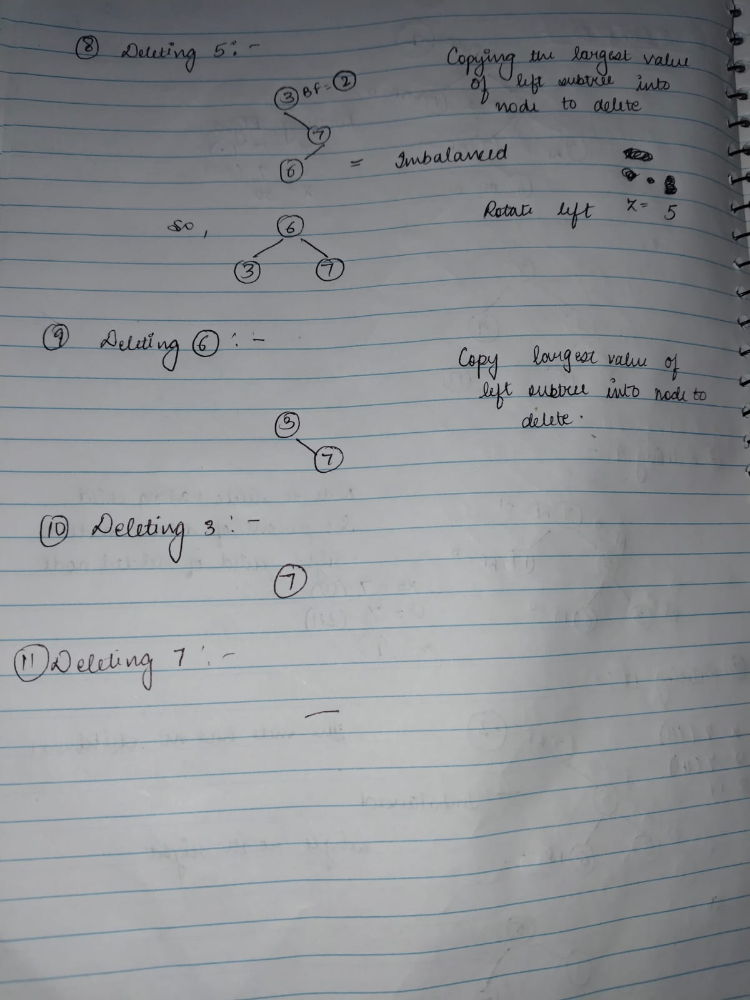 8 Deleting 5:-
Copying the largest value
of left subtree into
node to delete
3 BF=2
7
6 = Imbalanced
Rotate left z= 5
so, 6
3 7
9 Deleting 6:-
Copy largest value of
left subtree into node to
delete.
3
7
10 Deleting 3:-
7
11 Deleting 7:-
—